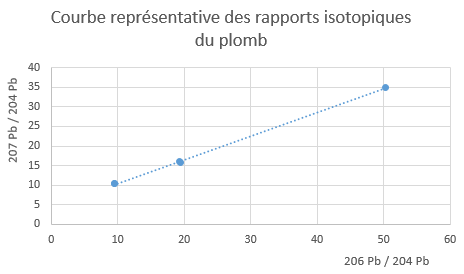 Courbe représentative des rapports isotopiques
du plomb
207 Pb / 204 Pb
40
35
30
25
20
15
10
5
0
0 10 20 30 40 50 60
206 Pb / 204 Pb